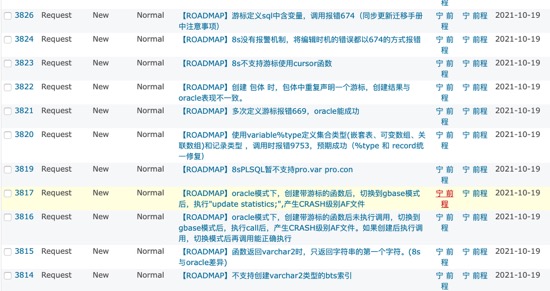 程
3826 Request New Normal 【ROADMAP】游标定义sql中含变量，调用报错674（同步更新迁移手册 宁 前 宁 前程 2021-10-19
中注意事项） 程
3824 Request New Normal 【ROADMAP】8s没有报警机制，将编辑时机的错误都以674的方式报错 宁 前 宁 前程 2021-10-19
程
3823 Request New Normal 【ROADMAP】8s不支持游标使用cursor函数 宁 前 宁 前程 2021-10-19
程
3822 Request New Normal 【ROADMAP】创建 包体 时，包体中重复声明一个游标，创建结果与 宁 前 宁 前程 2021-10-19
oracle表现不一致。 程
3821 Request New Normal 【ROADMAP】多次定义游标报错669，oracle能成功 宁 前 宁 前程 2021-10-19
程
3820 Request New Normal 【ROADMAP】使用variable%type定义集合类型(嵌套表、可变数组、关 宁 前 宁 前程 2021-10-19
联数组)和记录类型 ，调用时报错9753，预期成功（%type 和 record统 程
一修复）
3819 Request New Normal 【ROADMAP】8sPLSQL暂不支持pro.var pro.con 宁 前 宁 前程 2021-10-19
程
3817 Request New Normal 【ROADMAP】oracle模式下，创建带游标的函数后，切换到gbase模式 宁 前 宁 前程 2021-10-19
后，执行"update statistics;",产生CRASH级别AF文件 程
3816 Request New Normal 【ROADMAP】oracle模式下，创建带游标的函数后未执行调用，切换到 宁 前 宁 前程 2021-10-19
gbase模式后，执行call后，产生CRASH级别AF文件。如果创建后执行调 程
用，切换模式后再调用能正确执行
3815 Request New Normal 【ROADMAP】函数返回varchar2时，只返回字符串的第一个字符。(8s 宁 前 宁 前程 2021-10-19
与oracle差异) 程
3814 Request New Normal 【ROADMAP】不支持创建varchar2类型的bts索引 宁 前 宁 前程 2021-10-19
程